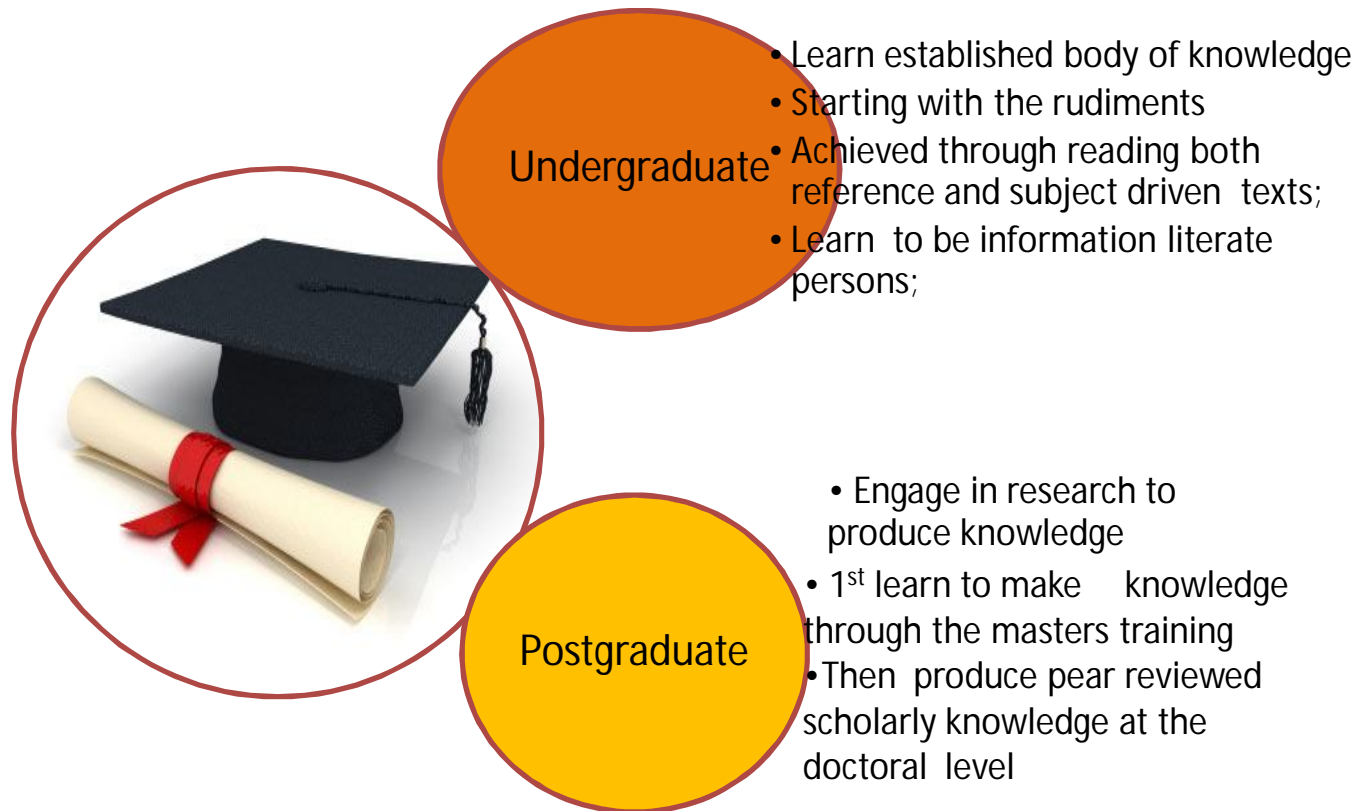 Undergraduate
• Learn established body of knowledge
• Starting with the rudiments
• Achieved through reading both
reference and subject driven texts;
• Learn to be information literate
persons;
Postgraduate
• Engage in research to
produce knowledge
• 1st learn to make knowledge
through the masters training
•Then produce pear reviewed
scholarly knowledge at the
doctoral level